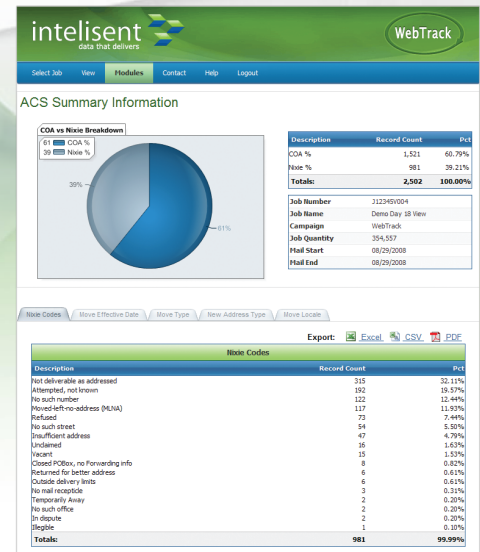 intelisent
data that delivers
WebTrack
Select Job View Modules Contact Help Logout
ACS Summary Information
COA vs Nixie Breakdown
61 COA %
39 Nixie %
39%
61%
Description Record Count Pct
COA % 1,521 60.79%
Nixie % 981 39.21%
Totals: 2,502 100.00%
Job Number J12345V004
Job Name Demo Day 18 View
Campaign WebTrack
Job Quantity 354,557
Mail Start 08/29/2008
Mail End 08/29/2008
Nixie Codes Move Effective Date Move Type New Address Type Move Locale
Export: Excel CSV PDF
Nixie Codes
Description Record Count Pct
Not deliverable as addressed 315 32.11%
Attempted, not known 192 19.57%
No such number 122 12.44%
Moved-left-no-address (MLNA) 117 11.93%
Refused 73 7.44%
No such street 54 5.50%
Insufficient address 47 4.79%
Undaimed 16 1.63%
Vacant 15 1.53%
Closed POBox, no Forwarding info 8 0.82%
Returned for better address 6 0.61%
Outside delivery limits 6 0.61%
No mail receptide 3 0.31%
Temporarily Away 2 0.20%
No such office 2 0.20%
In dispute 2 0.20%
Illegible 1 0.10%
Totals: 981 99.99%